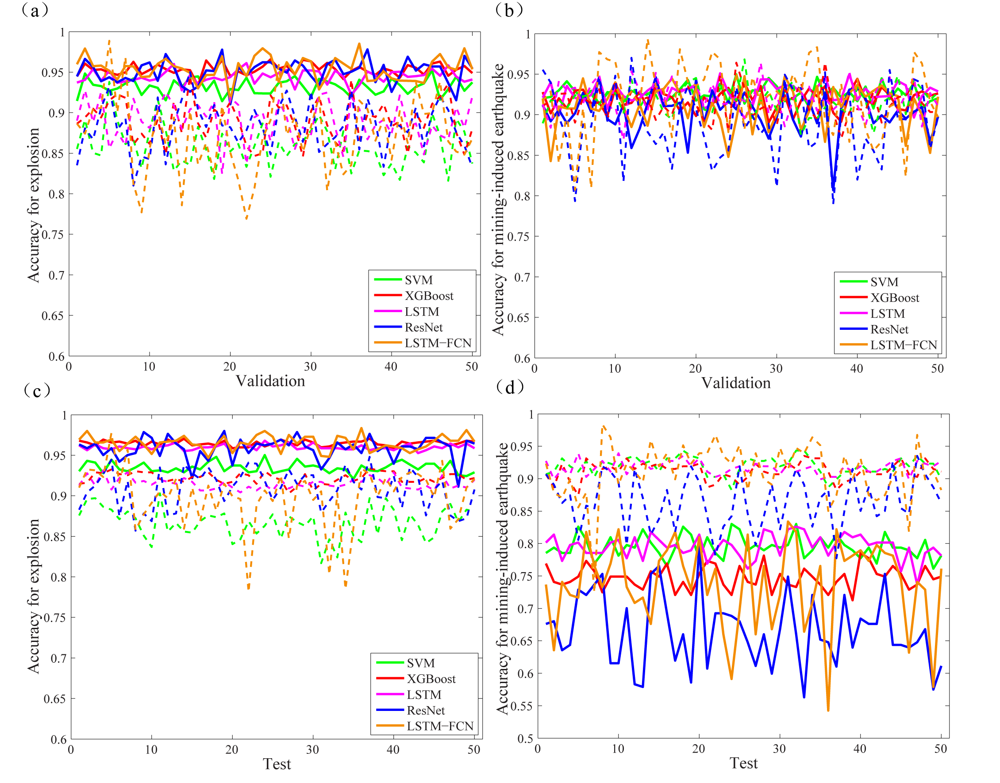 (a)
1
0.95
0.9
0.85
0.8
0.75
0.7
0.65
0.6
Accuracy for explosion
0 10 20 30 40 50
Validation
SVM
XGBoost
LSTM
ResNet
LSTM−FCN
(b)
1
0.95
0.9
0.85
0.8
0.75
0.7
0.65
0.6
Accuracy for mining-induced earthquake
0 10 20 30 40 50
Validation
SVM
XGBoost
LSTM
ResNet
LSTM−FCN
(c)
1
0.95
0.9
0.85
0.8
0.75
0.7
0.65
0.6
Accuracy for explosion
0 10 20 30 40 50
Test
SVM
XGBoost
LSTM
ResNet
LSTM−FCN
(d)
1
0.95
0.9
0.85
0.8
0.75
0.7
0.65
0.6
0.55
0.5
Accuracy for mining-induced earthquake
0 10 20 30 40 50
Test